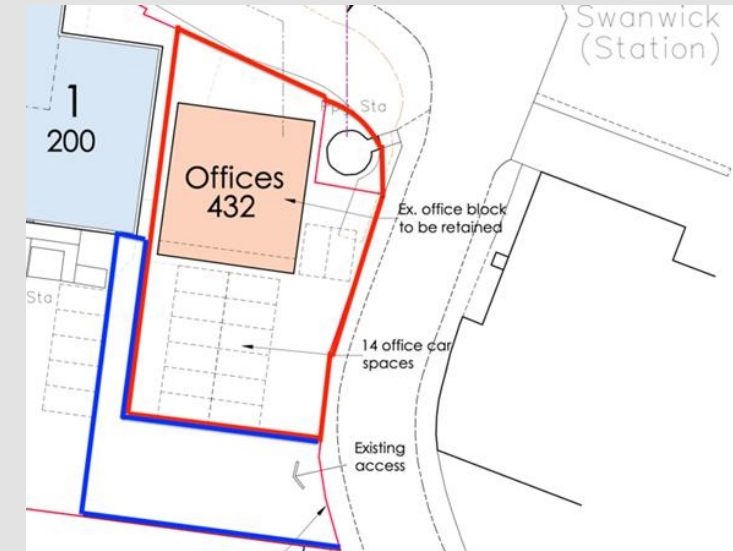 Swanwick
(Station)
1
200
Sta
Offices
432
Ex. office block
to be retained
Sta
14 office car
spaces
Existing
access